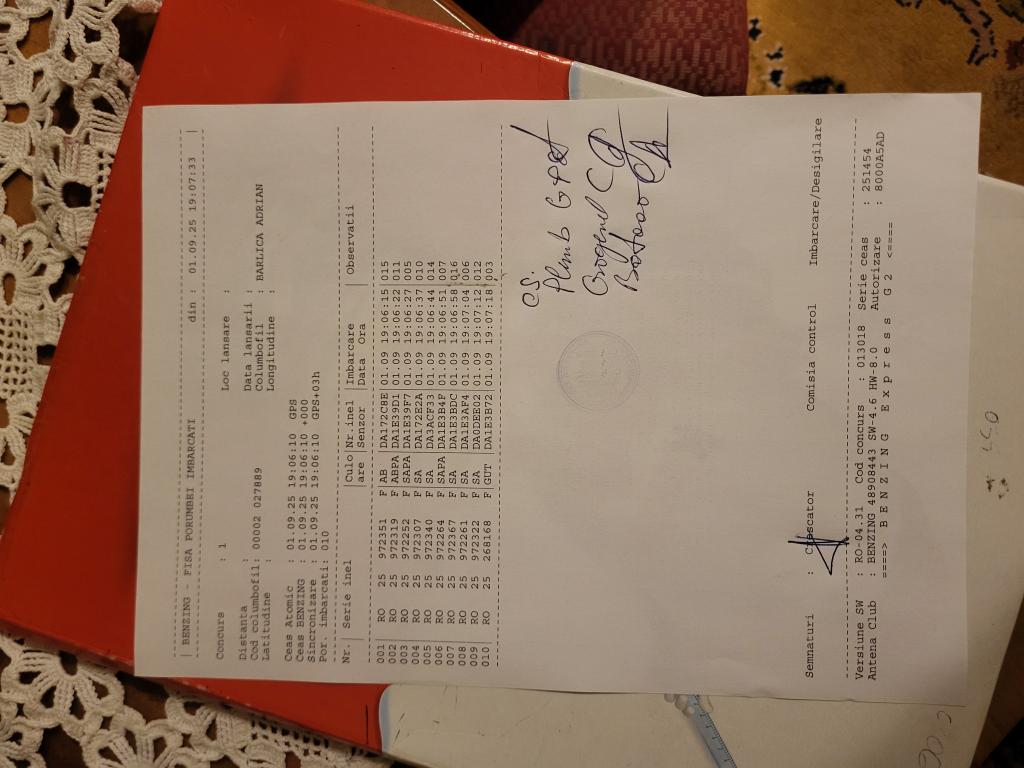 BENZING - FISA PORUMBEI IMBARCATI din : 01.09.25 19:07:33
Concurs : 1 Loc lansare :
Distanta : Data lansarii :
Cod columbofil: 00002 027889 Columbofil : BARLICA ADRIAN
Latitudine : Longitudine :
Ceas Atomic : 01.09.25 19:06:10 GPS
Ceas BENZING : 01.09.25 19:06:10 +000
Sincronizare : 01.09.25 19:06:10 GPS+03h
Por. imbarcati: 010
Nr. | Serie inel |Culo|Nr.inel |Imbarcare | Observatii
|are |Senzor |Data Ora |
001| RO 25 972351 F |AB |DA172C8E |01.09 19:06:15 |015
002| RO 25 972319 F |ABPA |DA1E39D1 |01.09 19:06:22 |011
003| RO 25 972252 F |SAPA |DA1E39F7 |01.09 19:06:27 |005
004| RO 25 972307 F |SA |DA172E2A |01.09 19:06:37 |010
005| RO 25 972340 F |SA |DA3ACF33 |01.09 19:06:44 |014
006| RO 25 972264 F |SAPA |DA1E3B4F |01.09 19:06:51 |007
007| RO 25 972367 F |SA |DA1E3BDC |01.09 19:06:58 |016
008| RO 25 972261 F |SA |DA1E3AF4 |01.09 19:07:04 |006
009| RO 25 972322 F |SA |DA0DEE02 |01.09 19:07:12 |012
010| RO 25 268168 F |GUT |DA1E3B72 |01.09 19:07:18 |003
CS.
Plumb
Semnaturi : Crescator Comisia control Imbarcare/Desigilare
Versiune SW : RO-04.31 Cod concurs : 013018 Serie ceas : 251454
Antena Club : BENZING 48908443 SW-4.6 HW-8.0 Autorizare : 8000A5AD
====> B E N Z I N G E x p r e s s G 2 <====